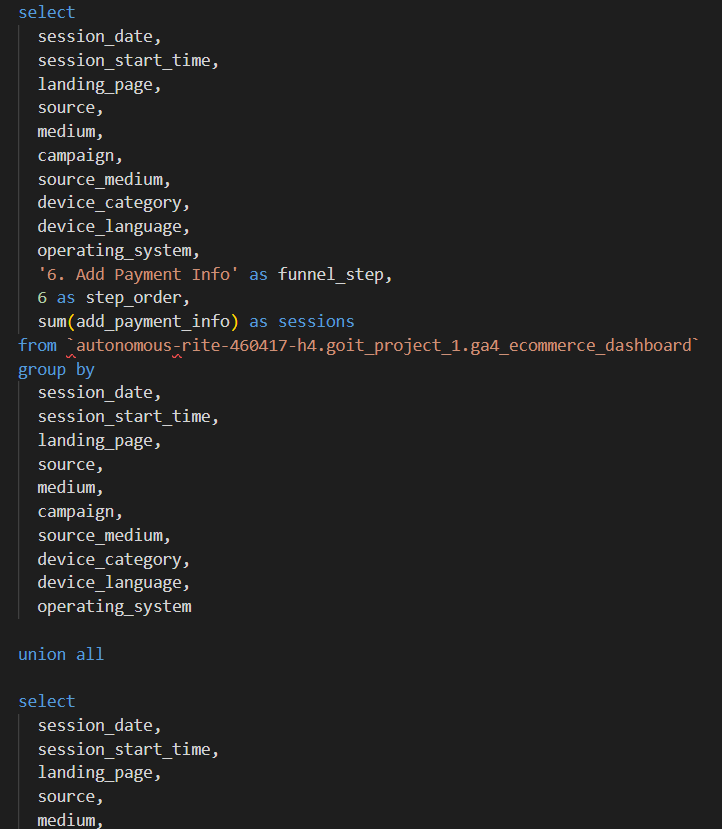 select
session_date,
session_start_time,
landing_page,
source,
medium,
campaign,
source_medium,
device_category,
device_language,
operating_system,
'6. Add Payment Info' as funnel_step,
6 as step_order,
sum(add_payment_info) as sessions
from `autonomous-rite-460417-h4.goit_project_1.ga4_ecommerce_dashboard`
group by
session_date,
session_start_time,
landing_page,
source,
medium,
campaign,
source_medium,
device_category,
device_language,
operating_system
union all
select
session_date,
session_start_time,
landing_page,
source,
medium,